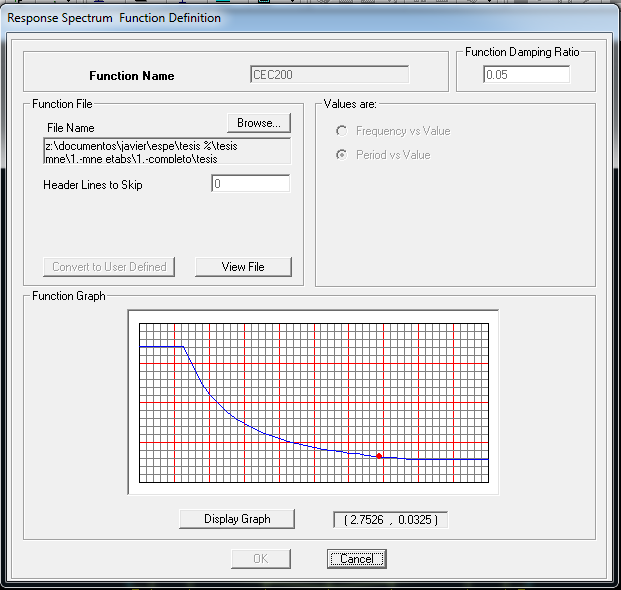 Response Spectrum Function Definition
Function Name
CEC200
Function Damping Ratio
0.05
Function File
File Name
Browse...
z:\documentos\javier\espe\tesis %\tesis
mne\1.-mne etabs\1.-completo\tesis
Header Lines to Skip
0
Convert to User Defined
View File
Values are:
Frequency vs Value
Period vs Value
Function Graph
Display Graph
( 2.7526 , 0.0325 )
OK
Cancel